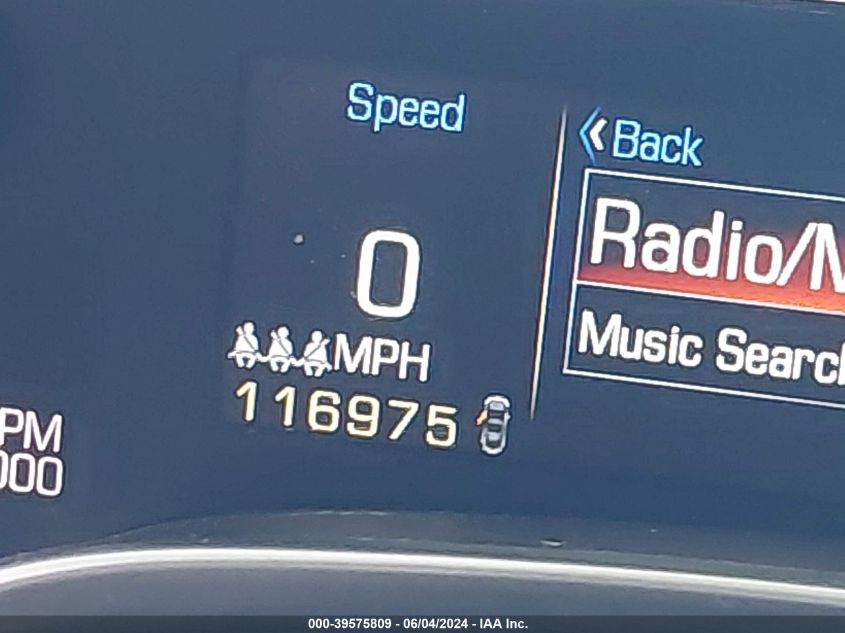 Speed
0
MPH
116975
Back
Radio/M
Music Search
PM
000
000-39575809 - 06/04/2024 - IAA Inc.